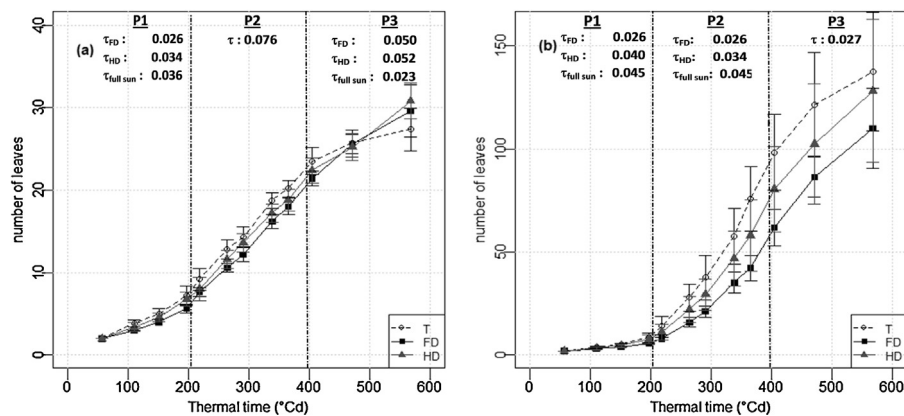 P1 P2 P3
(a)
τFD : 0.026
τHD : 0.034
τfull sun : 0.036
τ : 0.076
τFD : 0.050
τHD : 0.052
τfull sun : 0.023
number of leaves
40
30
20
10
0
0 100 200 300 400 500 600
Thermal time (°Cd)
T
FD
HD
P1 P2 P3
(b)
τFD : 0.026
τHD : 0.040
τfull sun : 0.045
τFD : 0.026
τHD : 0.034
τfull sun : 0.045
τ : 0.027
number of leaves
150
100
50
0
0 100 200 300 400 500 600
Thermal time (°Cd)
T
FD
HD